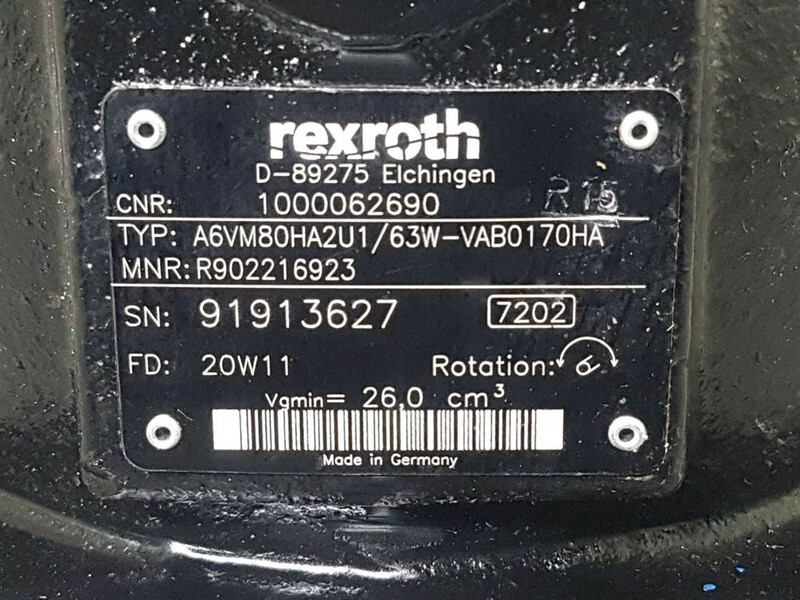 rexroth
D-89275 Elchingen
CNR: 1000062690 R15
TYP: A6VM80HA2U1/63W-VAB0170HA
MNR: R902216923
SN: 91913627 7202
FD: 20W11 Rotation:
Vgmin= 26,0 cm³
Made in Germany